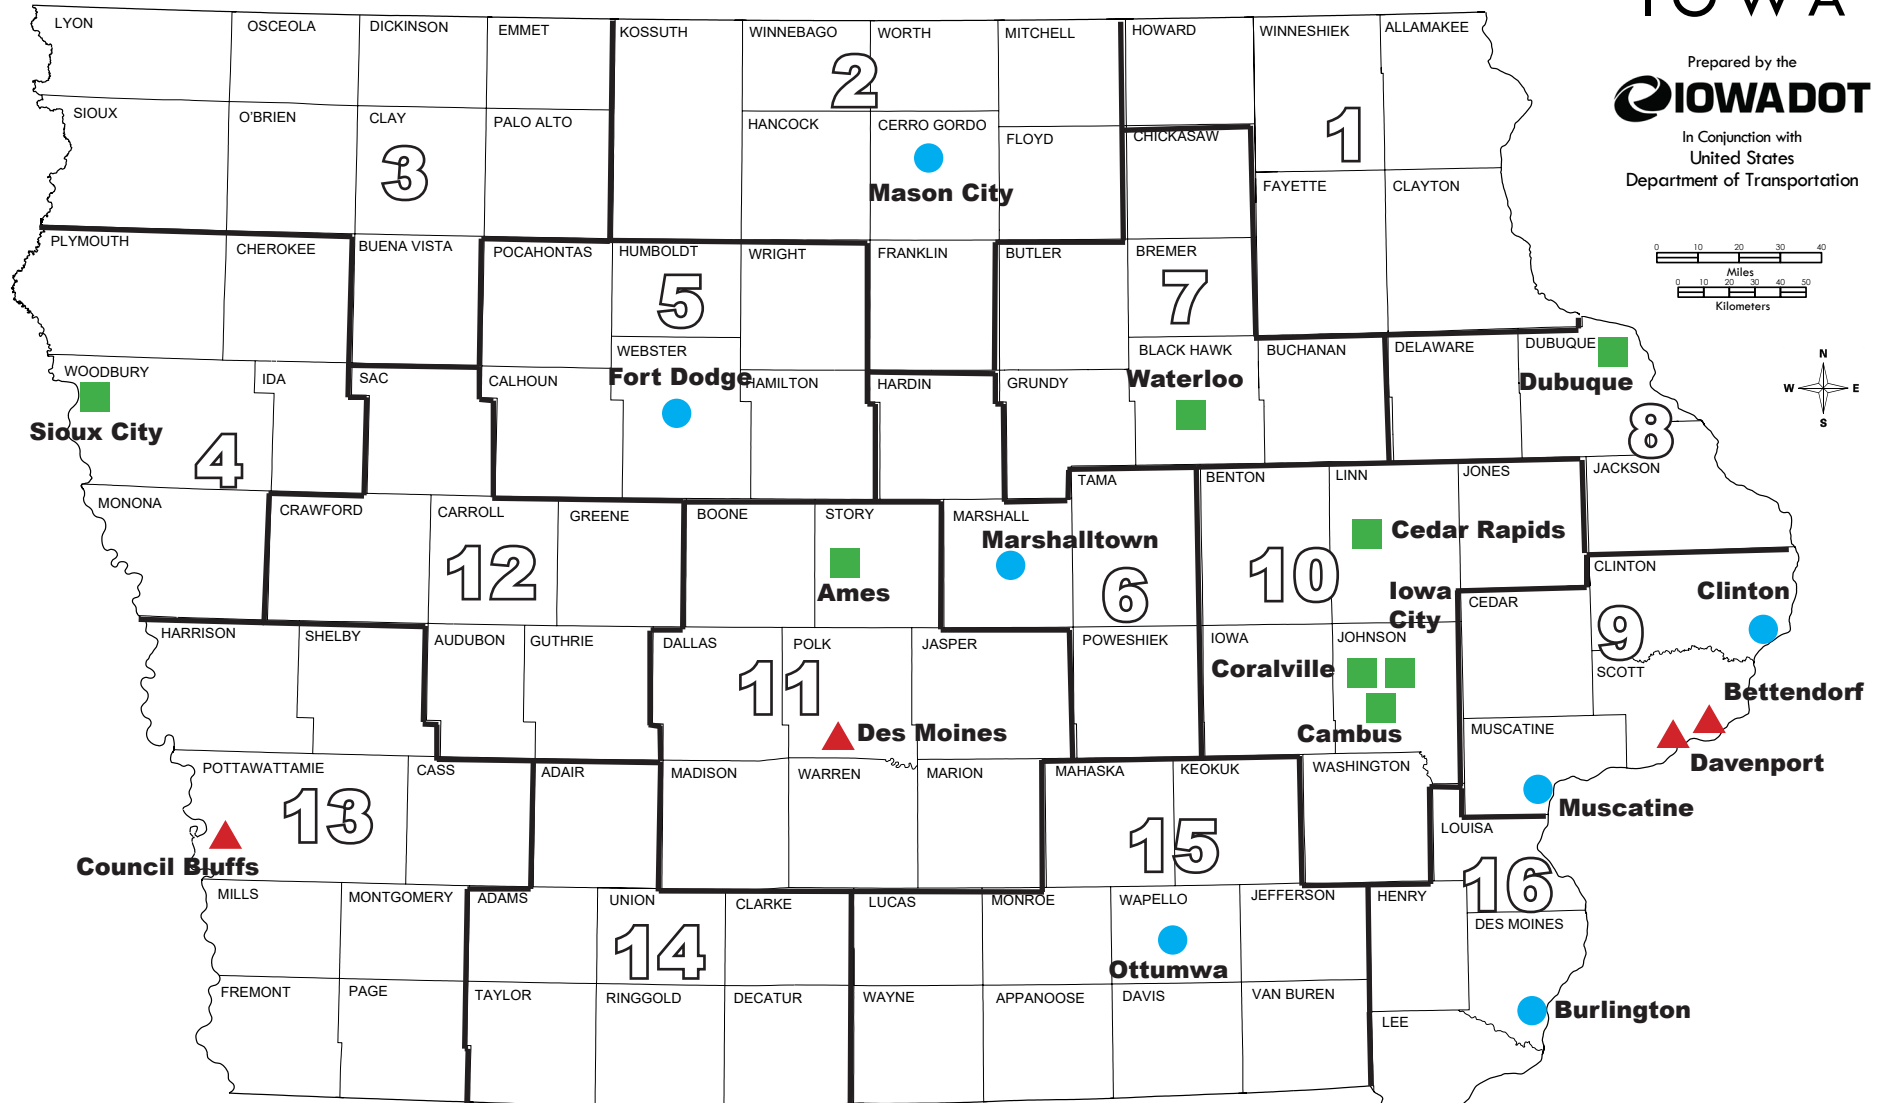 IOWA
Prepared by the
IOWADOT
In Conjunction with
United States
Department of Transportation
0 10 20 30 40
Miles
0 10 20 30 40 50
Kilometers
N
W E
S
LYON
OSCEOLA
DICKINSON
EMMET
KOSSUTH
WINNEBAGO
WORTH
MITCHELL
HOWARD
WINNESHIEK
ALLAMAKEE
2
SIOUX
O'BRIEN
CLAY
PALO ALTO
HANCOCK
CERRO GORDO
FLOYD
CHICKASAW
1
3
Mason City
FAYETTE
CLAYTON
PLYMOUTH
CHEROKEE
BUENA VISTA
POCAHONTAS
HUMBOLDT
WRIGHT
FRANKLIN
BUTLER
BREMER
5
7
WOODBURY
IDA
SAC
CALHOUN
WEBSTER
Fort Dodge
HAMILTON
HARDIN
GRUNDY
BLACK HAWK
Waterloo
BUCHANAN
DELAWARE
DUBUQUE
Dubuque
Sioux City
4
8
MONONA
CRAWFORD
CARROLL
GREENE
BOONE
STORY
MARSHALL
TAMA
BENTON
LINN
JONES
JACKSON
Marshalltown
Cedar Rapids
12
Ames
6
10
Iowa
City
CEDAR
CLINTON
Clinton
9
HARRISON
SHELBY
AUDUBON
GUTHRIE
DALLAS
POLK
JASPER
POWESHIEK
IOWA
JOHNSON
SCOTT
11
Coralville
Bettendorf
Des Moines
Cambus
MUSCATINE
Davenport
POTTAWATTAMIE
CASS
ADAIR
MADISON
WARREN
MARION
MAHASKA
KEOKUK
WASHINGTON
Muscatine
13
15
LOUISA
Council Bluffs
16
MILLS
MONTGOMERY
ADAMS
UNION
CLARKE
LUCAS
MONROE
WAPELLO
JEFFERSON
HENRY
DES MOINES
14
Ottumwa
FREMONT
PAGE
TAYLOR
RINGGOLD
DECATUR
WAYNE
APPANOOSE
DAVIS
VAN BUREN
LEE
Burlington